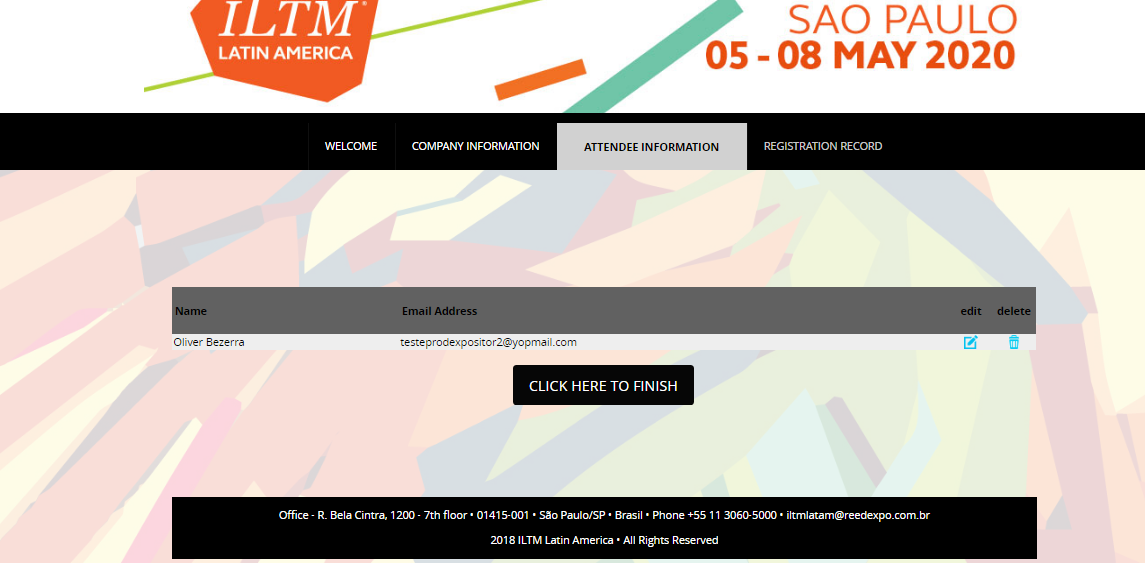 ILTM®
LATIN AMERICA
SAO PAULO
05 - 08 MAY 2020
WELCOME COMPANY INFORMATION ATTENDEE INFORMATION REGISTRATION RECORD
Name Email Address edit delete
Oliver Bezerra testeprodexpositor2@yopmail.com
CLICK HERE TO FINISH
Office - R. Bela Cintra, 1200 - 7th floor • 01415-001 • São Paulo/SP • Brasil • Phone +55 11 3060-5000 • iltmlatam@reedexpo.com.br
2018 ILTM Latin America • All Rights Reserved